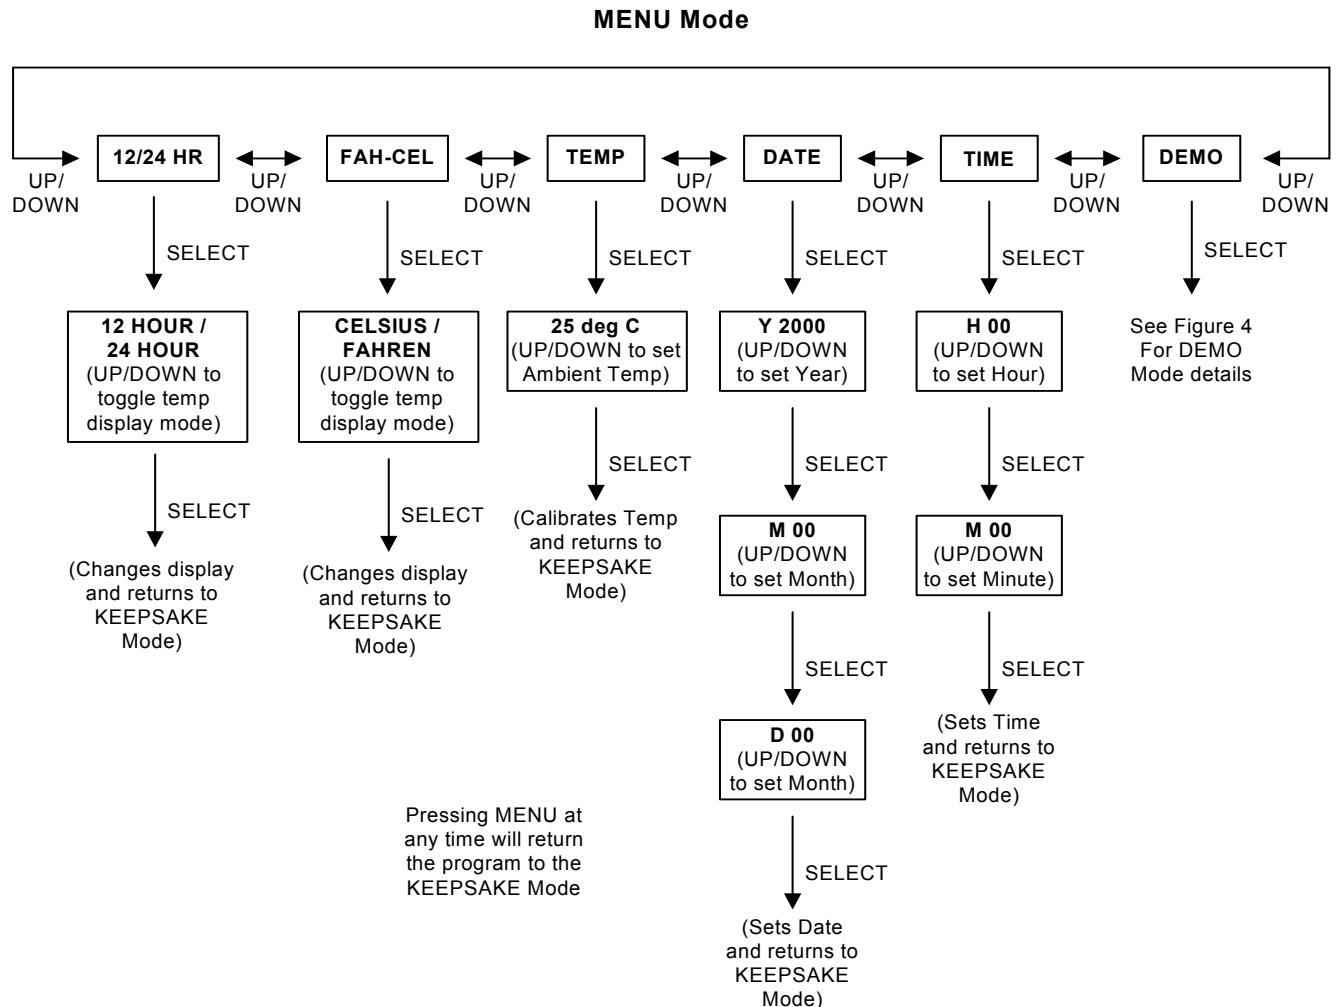 MENU Mode
12/24 HR
FAH-CEL
TEMP
DATE
TIME
DEMO
UP/
DOWN
UP/
DOWN
UP/
DOWN
UP/
DOWN
UP/
DOWN
UP/
DOWN
UP/
DOWN
SELECT
SELECT
SELECT
SELECT
SELECT
SELECT
12 HOUR /
24 HOUR
(UP/DOWN to
toggle temp
display mode)
CELSIUS /
FAHREN
(UP/DOWN to
toggle temp
display mode)
25 deg C
(UP/DOWN to set
Ambient Temp)
Y 2000
(UP/DOWN
to set Year)
H 00
(UP/DOWN
to set Hour)
See Figure 4
For DEMO
Mode details
SELECT
SELECT
SELECT
SELECT
SELECT
(Changes display
and returns to
KEEPSAKE
Mode)
(Changes display
and returns to
KEEPSAKE
Mode)
(Calibrates Temp
and returns to
KEEPSAKE
Mode)
M 00
(UP/DOWN
to set Month)
M 00
(UP/DOWN
to set Minute)
SELECT
SELECT
D 00
(UP/DOWN
to set Month)
(Sets Time
and returns to
KEEPSAKE
Mode)
Pressing MENU at
any time will return
the program to the
KEEPSAKE Mode
SELECT
(Sets Date
and returns to
KEEPSAKE
Mode)